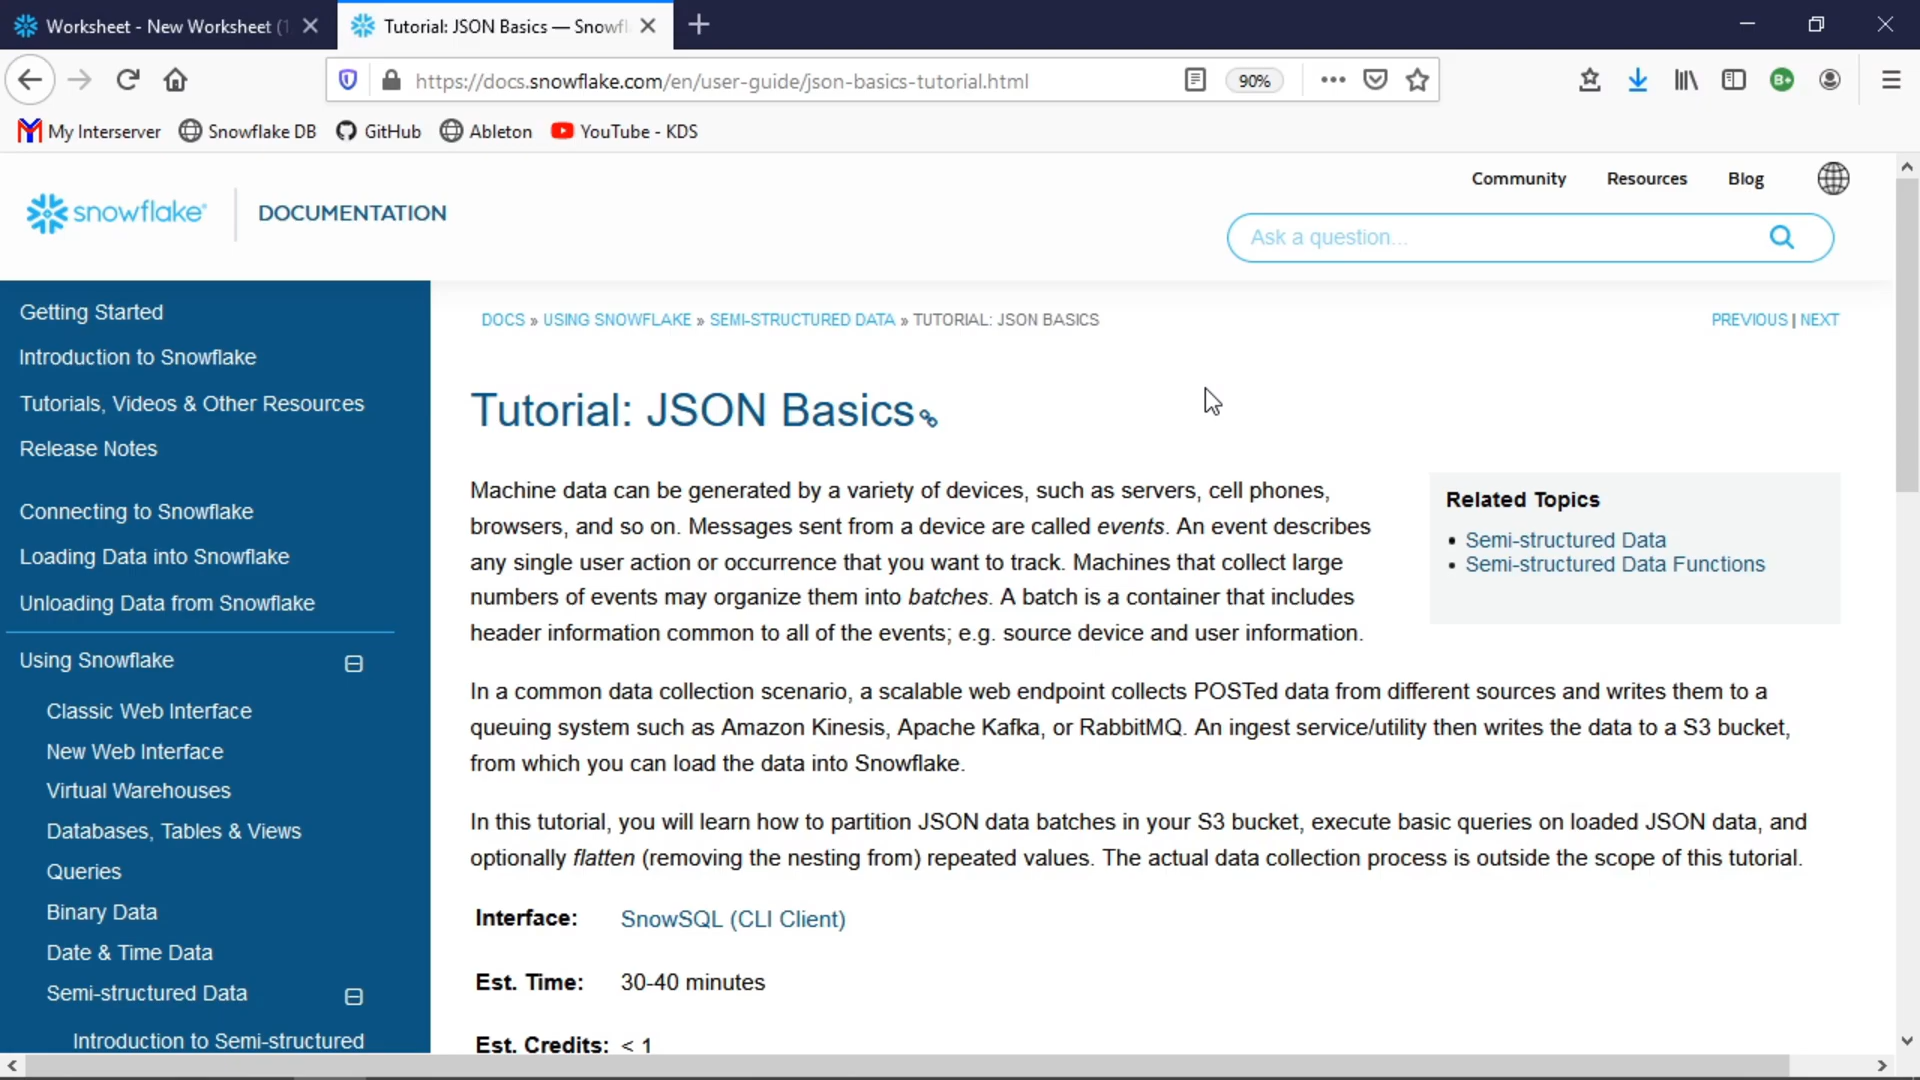 Worksheet - New Worksheet (1
Tutorial: JSON Basics — Snowfl
https://docs.snowflake.com/en/user-guide/json-basics-tutorial.html
90%
B+
My Interserver
Snowflake DB
GitHub
Ableton
YouTube - KDS
snowflake®
DOCUMENTATION
Community
Resources
Blog
Ask a question...
Getting Started
Introduction to Snowflake
Tutorials, Videos & Other Resources
Release Notes
Connecting to Snowflake
Loading Data into Snowflake
Unloading Data from Snowflake
Using Snowflake
Classic Web Interface
New Web Interface
Virtual Warehouses
Databases, Tables & Views
Queries
Binary Data
Date & Time Data
Semi-structured Data
Introduction to Semi-structured
DOCS » USING SNOWFLAKE » SEMI-STRUCTURED DATA » TUTORIAL: JSON BASICS
PREVIOUS | NEXT
Tutorial: JSON Basics
Machine data can be generated by a variety of devices, such as servers, cell phones,
browsers, and so on. Messages sent from a device are called events. An event describes
any single user action or occurrence that you want to track. Machines that collect large
numbers of events may organize them into batches. A batch is a container that includes
header information common to all of the events; e.g. source device and user information.
Related Topics
• Semi-structured Data
• Semi-structured Data Functions
In a common data collection scenario, a scalable web endpoint collects POSTed data from different sources and writes them to a
queuing system such as Amazon Kinesis, Apache Kafka, or RabbitMQ. An ingest service/utility then writes the data to a S3 bucket,
from which you can load the data into Snowflake.
In this tutorial, you will learn how to partition JSON data batches in your S3 bucket, execute basic queries on loaded JSON data, and
optionally flatten (removing the nesting from) repeated values. The actual data collection process is outside the scope of this tutorial.
Interface: SnowSQL (CLI Client)
Est. Time: 30-40 minutes
Est. Credits: < 1